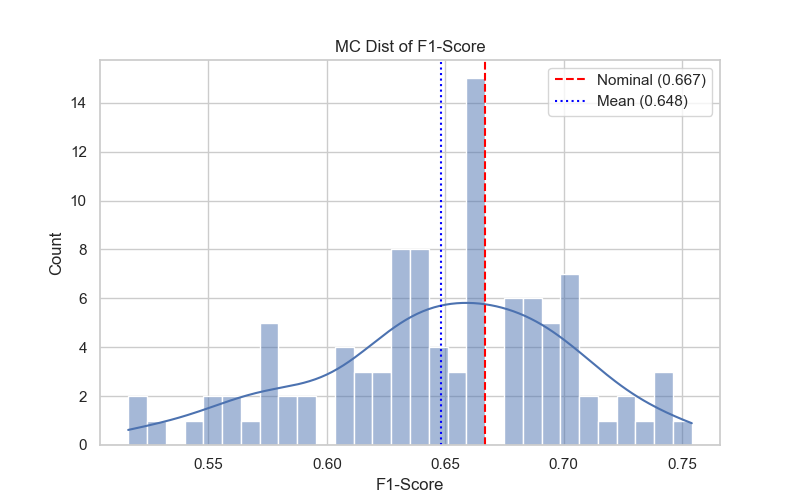 MC Dist of F1-Score
Nominal (0.667)
Mean (0.648)
14
12
10
8
6
4
2
0
Count
0.55
0.60
0.65
0.70
0.75
F1-Score